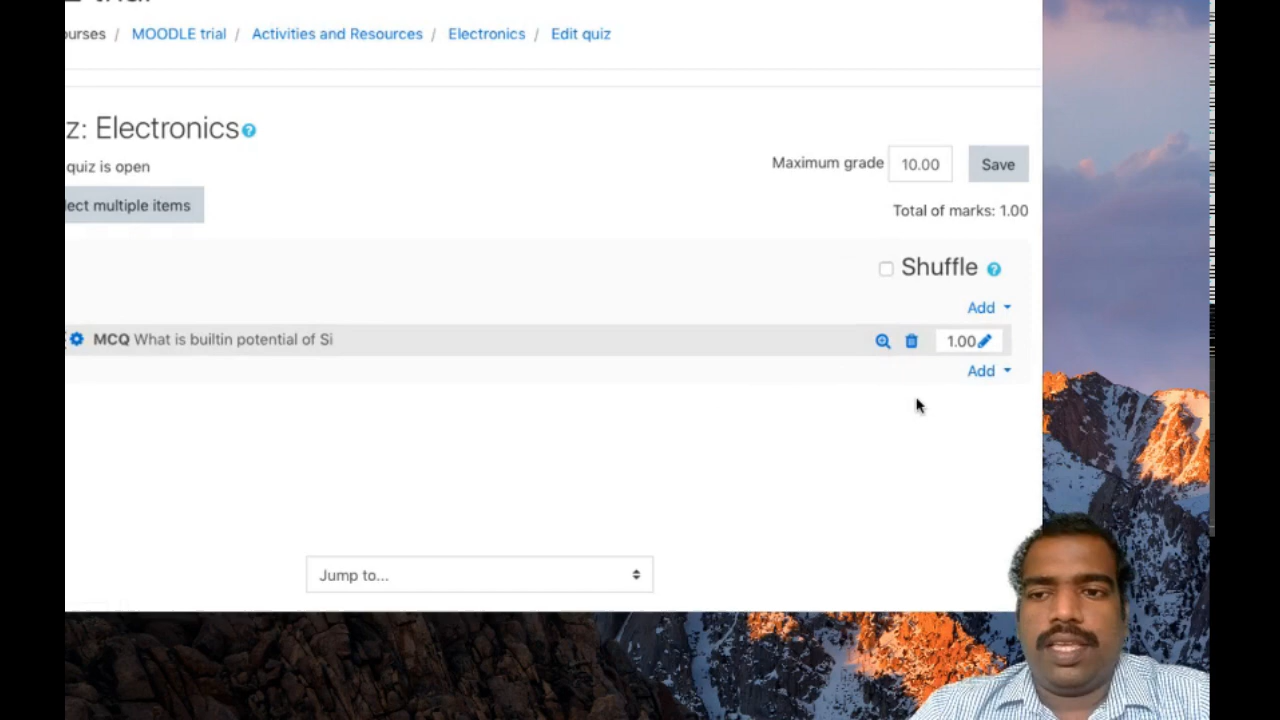 MOODLE trial / Activities and Resources / Electronics / Edit quiz
z: Electronics
quiz is open
Maximum grade 10.00 Save
lect multiple items
Total of marks: 1.00
Shuffle
Add
MCQ What is builtin potential of Si 1.00
Add
Jump to...